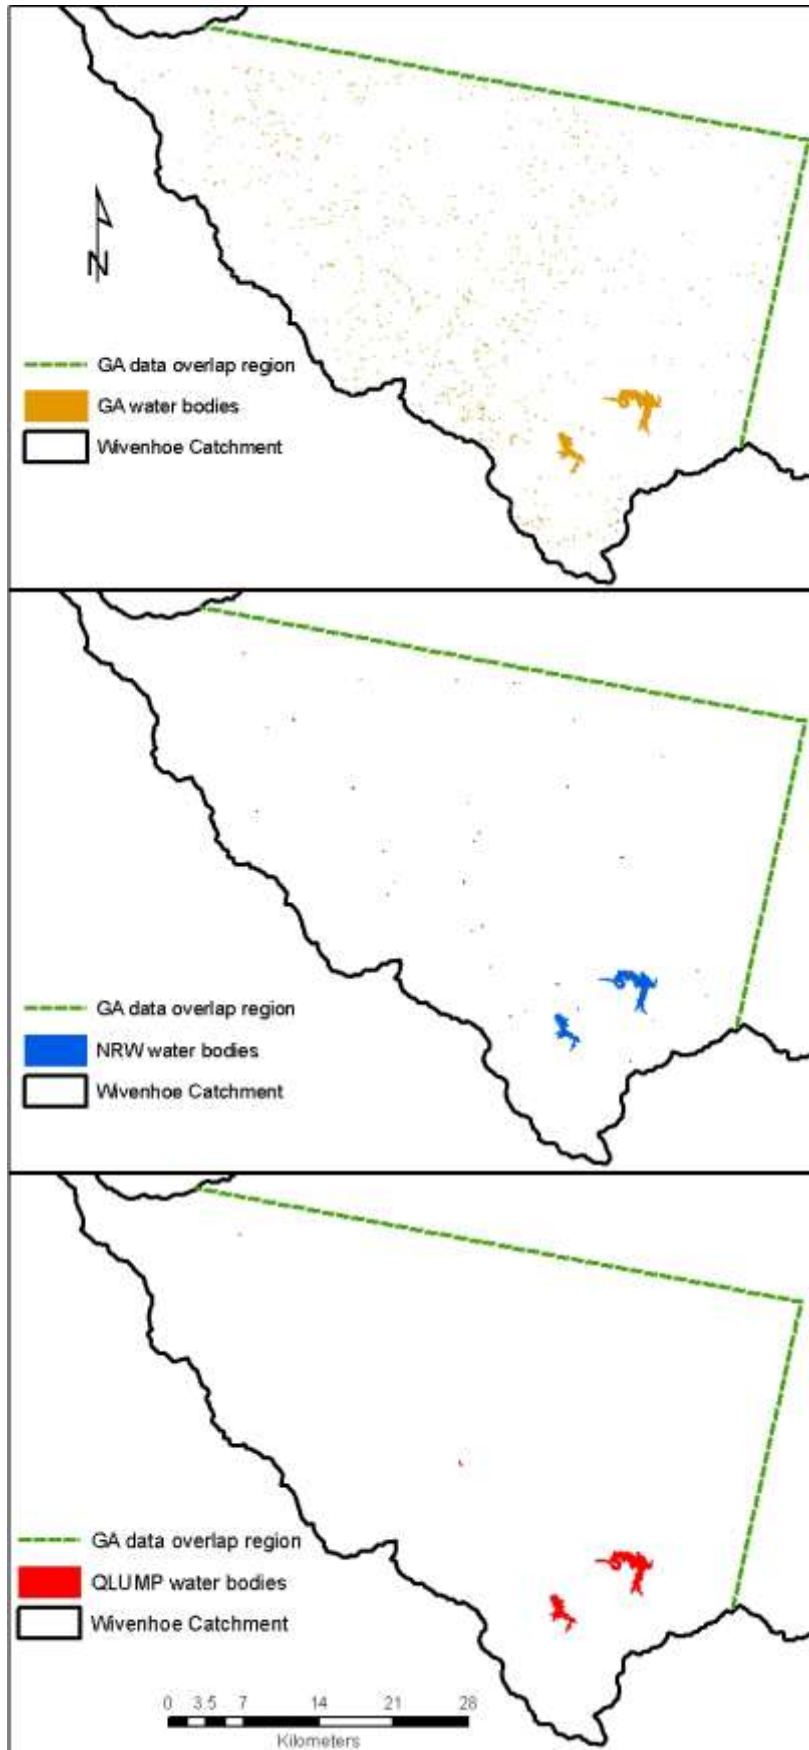 N
GA data overlap region
GA water bodies
Wivenhoe Catchment
GA data overlap region
NRW water bodies
Wivenhoe Catchment
GA data overlap region
QLUMP water bodies
Wivenhoe Catchment
0 3.5 7 14 21 28
Kilometers